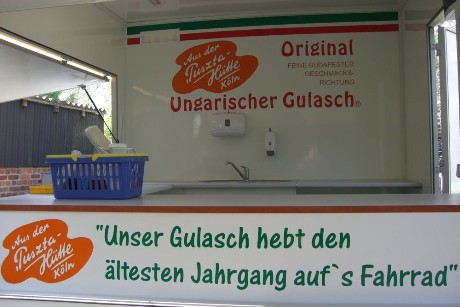 Aus der
Puszta-
Hütte
Köln
Original
FEINE BUDAPESTER
GESCHMACKS-
RICHTUNG
Ungarischer Gulasch®
Aus der
Puszta-
Hütte
Köln
"Unser Gulasch hebt den
ältesten Jahrgang auf`s Fahrrad"